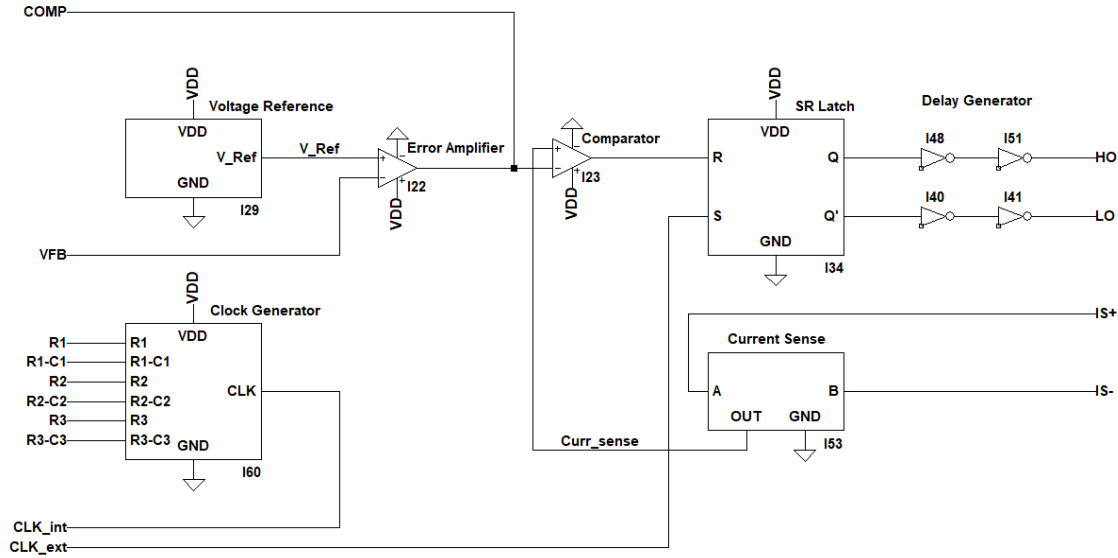 COMP
VDD
Voltage Reference
VDD
V_Ref
GND
I29
V_Ref
Error Amplifier
+
−
−
+
I22
VDD
Comparator
+
−
−
+
I23
VDD
VDD
SR Latch
VDD
R
Q
S
Q'
GND
I34
Delay Generator
I48
I51
HO
I40
I41
LO
VFB
VDD
Clock Generator
VDD
R1
R1
R1-C1
R1-C1
R2
R2
CLK
R2-C2
R2-C2
R3
R3
R3-C3
R3-C3
GND
I60
IS+
Current Sense
A
B
IS-
OUT
GND
I53
Curr_sense
CLK_int
CLK_ext